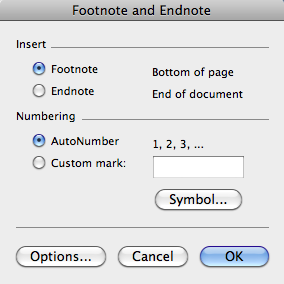 Footnote and Endnote
Insert
Footnote Bottom of page
Endnote End of document
Numbering
AutoNumber 1, 2, 3, ...
Custom mark:
Symbol...
Options... Cancel OK